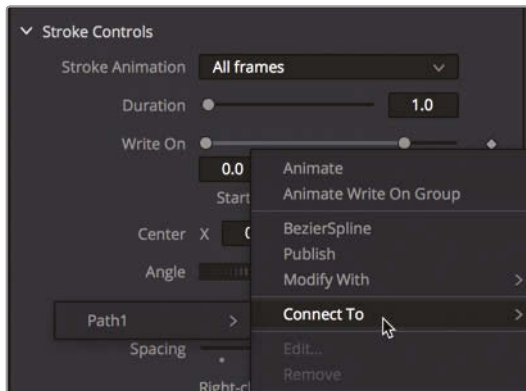 Stroke Controls
Stroke Animation All frames
Duration 1.0
Write On
0.0 Animate
Start Animate Write On Group
Center X BezierSpline
Publish
Angle Modify With
Path1 Connect To
Spacing Edit...
Remove